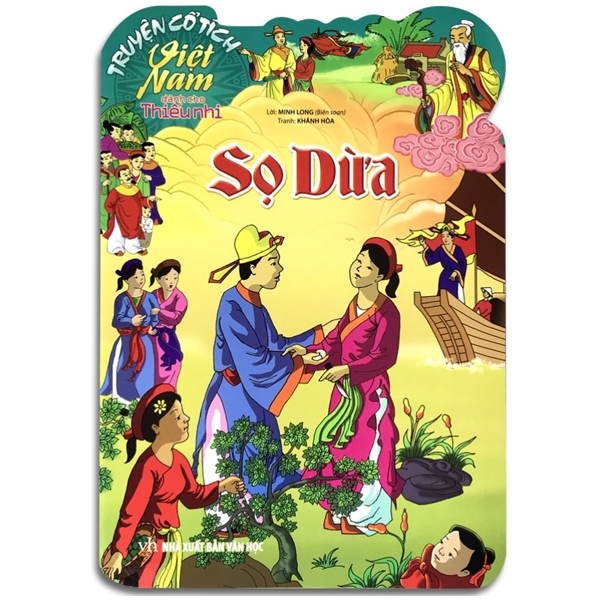 TRUYỆN CỔ TÍCH
Việt
Nam
dành cho
Thiếu nhi
Lời: MINH LONG (Biên soạn)
Tranh: KHÁNH HÒA
SỌ DỪA
vh NHÀ XUẤT BẢN VĂN HỌC